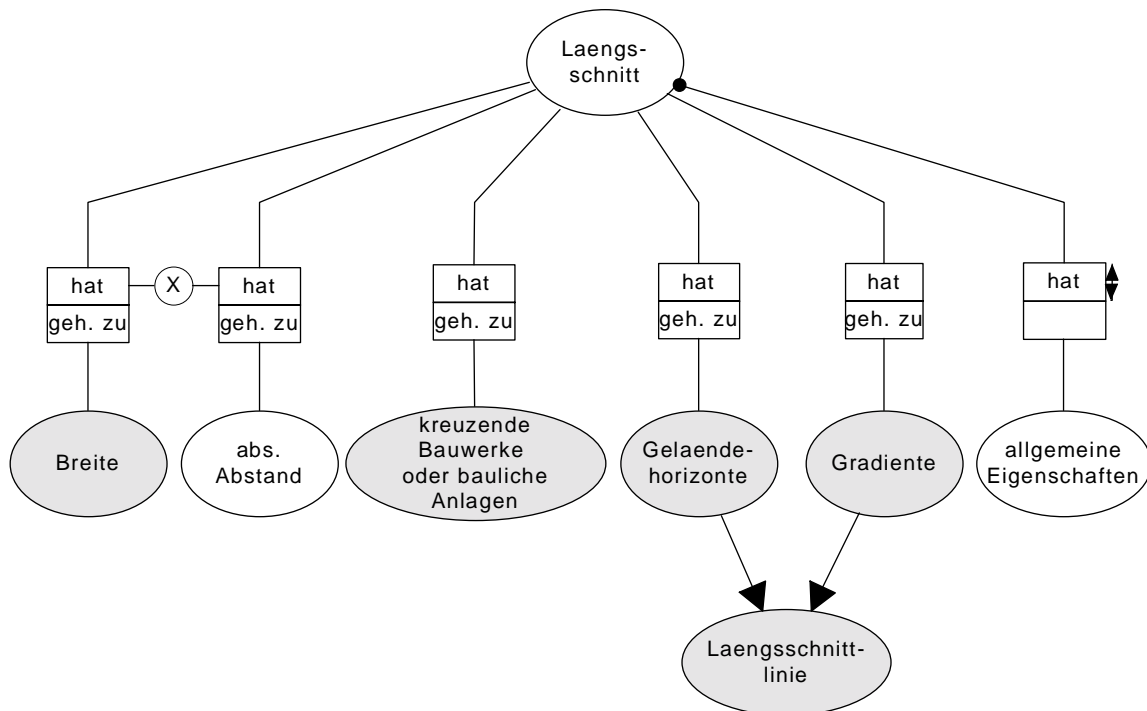 Laengs-
schnitt
hat
X
hat
hat
hat
hat
hat
geh. zu
geh. zu
geh. zu
geh. zu
geh. zu
Breite
abs.
Abstand
kreuzende
Bauwerke
oder bauliche
Anlagen
Gelaende-
horizonte
Gradiente
allgemeine
Eigenschaften
Laengsschnitt-
linie